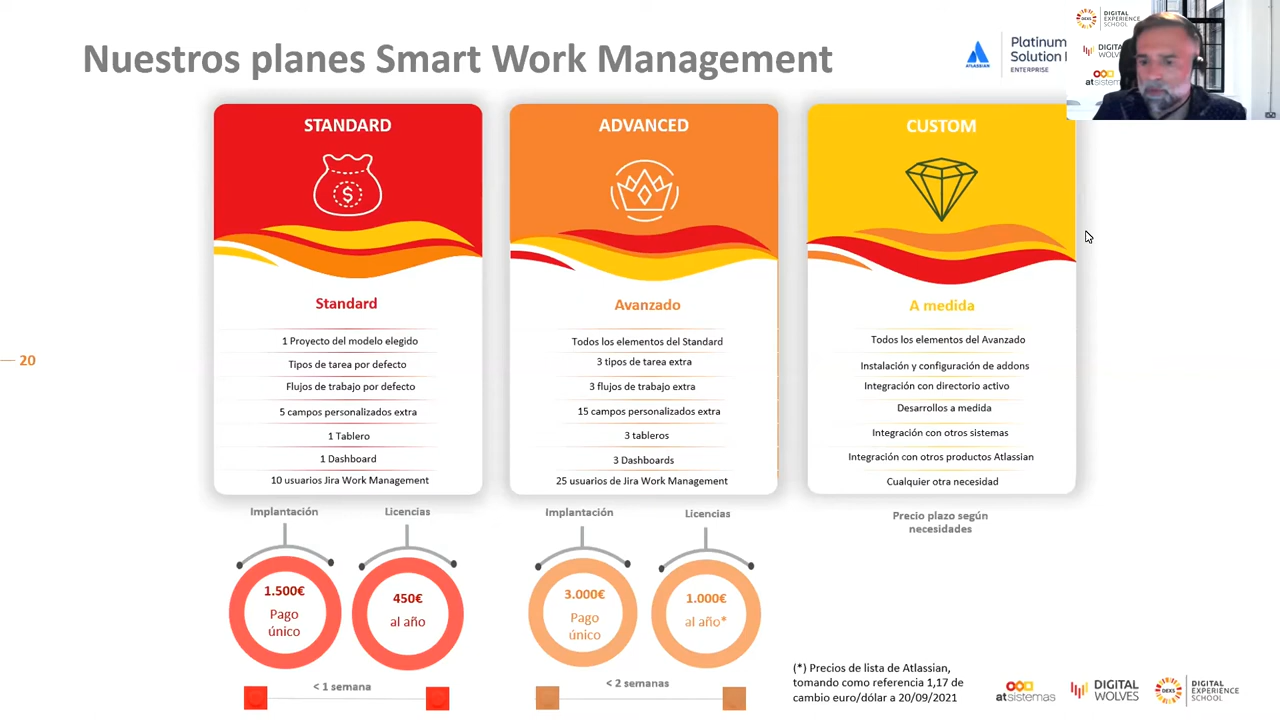 Nuestros planes Smart Work Management
ATLASSIAN
Platinum
Solution
ENTERPRISE
DEXS
DIGITAL
EXPERIENCE
SCHOOL
DIGITAL
atsistemas
STANDARD
Standard
1 Proyecto del modelo elegido
Tipos de tarea por defecto
Flujos de trabajo por defecto
5 campos personalizados extra
1 Tablero
1 Dashboard
10 usuarios Jira Work Management
ADVANCED
Avanzado
Todos los elementos del Standard
3 tipos de tarea extra
3 flujos de trabajo extra
15 campos personalizados extra
3 tableros
3 Dashboards
25 usuarios de Jira Work Management
CUSTOM
A medida
Todos los elementos del Avanzado
Instalación y configuración de addons
Integración con directorio activo
Desarrollos a medida
Integración con otros sistemas
Integración con otros productos Atlassian
Cualquier otra necesidad
20
Implantación
1.500€
Pago
único
Licencias
450€
al año
< 1 semana
Implantación
3.000€
Pago
único
Licencias
1.000€
al año*
< 2 semanas
Precio plazo según
necesidades
(*) Precios de lista de Atlassian,
tomando como referencia 1,17 de
cambio euro/dólar a 20/09/2021
atsistemas
DIGITAL
WOLVES
DEXS
DIGITAL
EXPERIENCE
SCHOOL